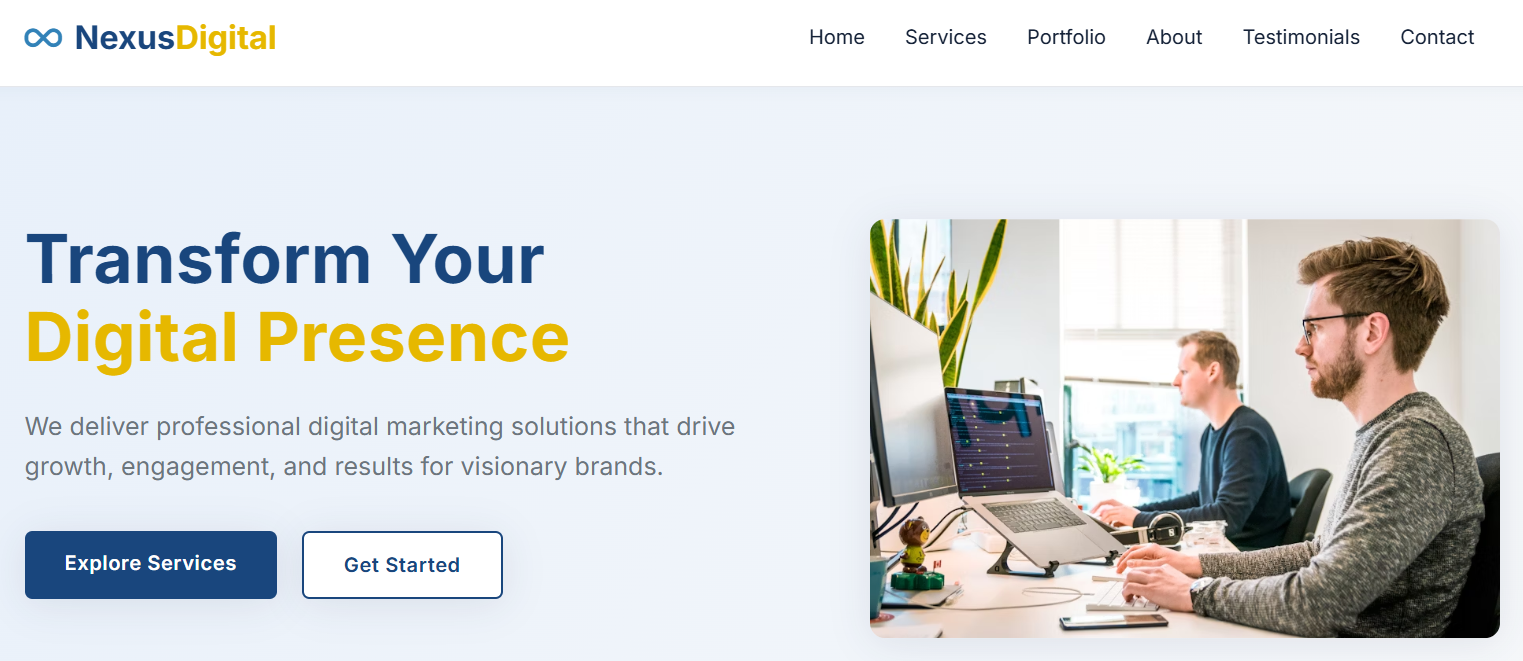 NexusDigital
Home Services Portfolio About Testimonials Contact
Transform Your
Digital Presence
We deliver professional digital marketing solutions that drive
growth, engagement, and results for visionary brands.
Explore Services
Get Started